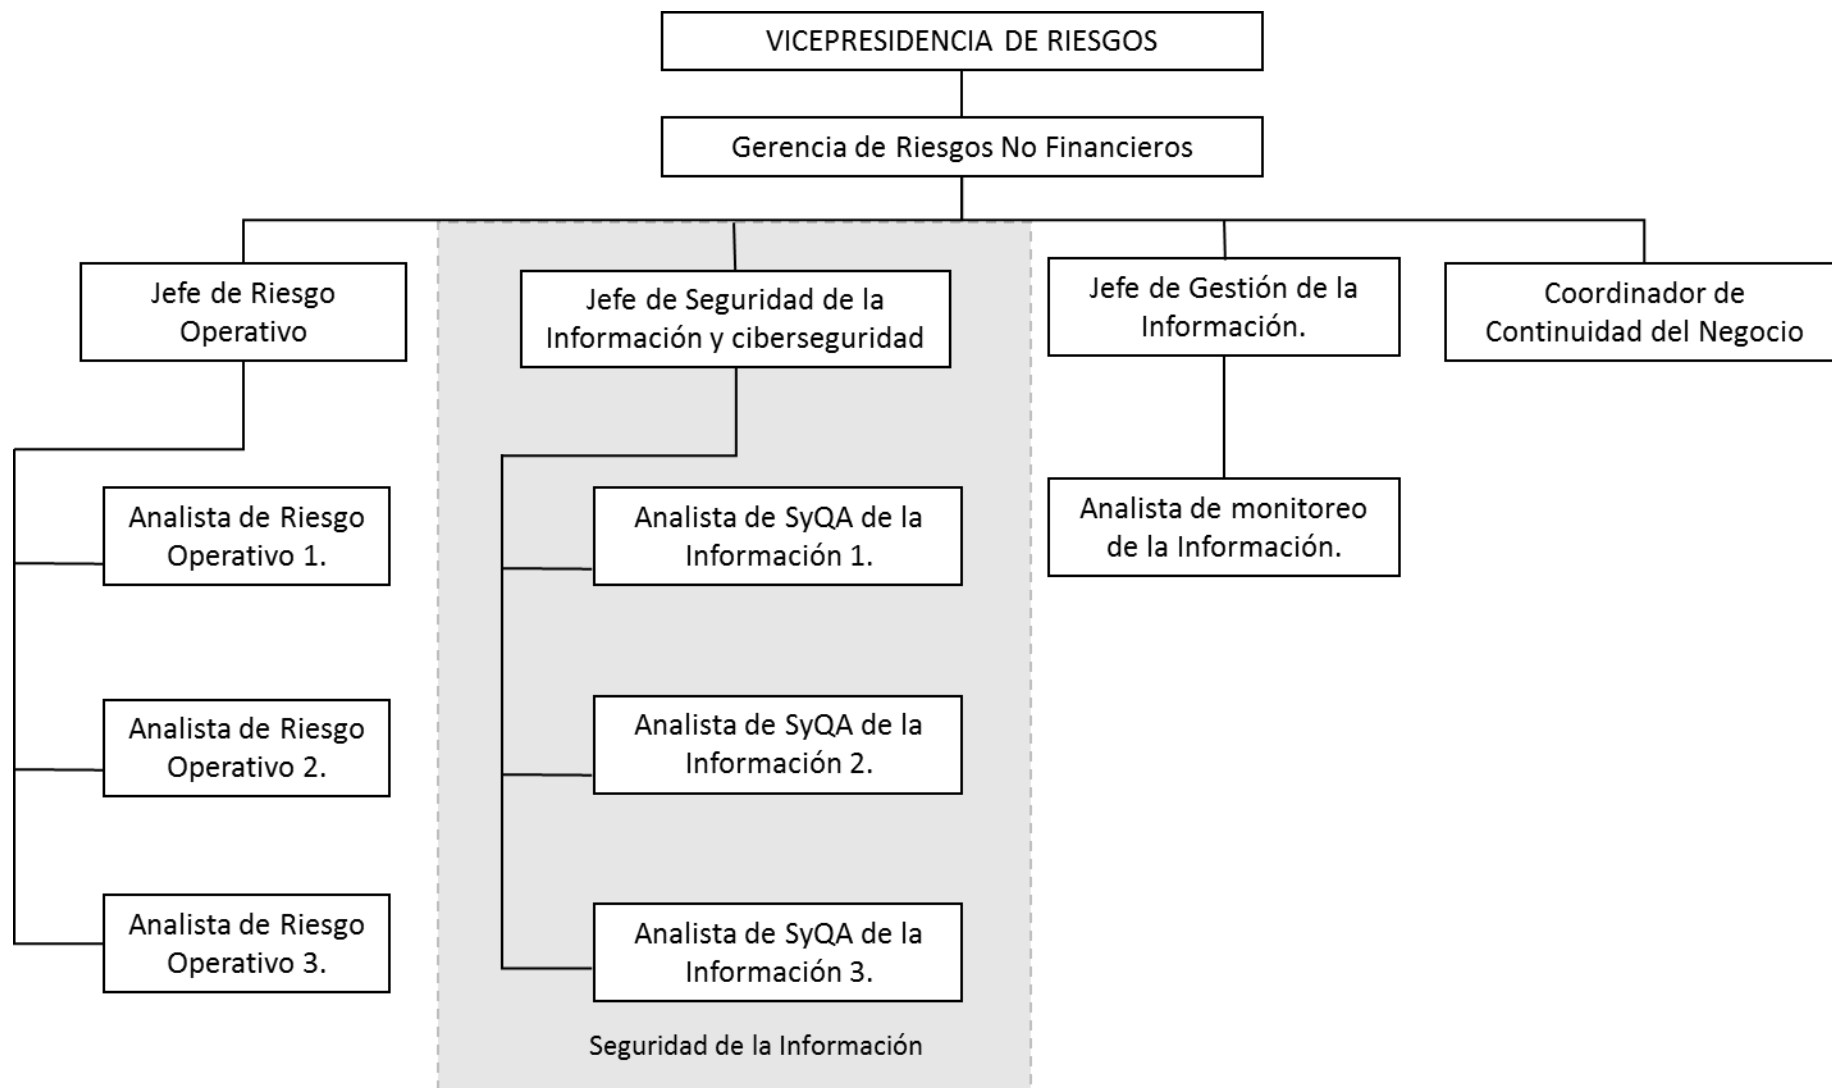 VICEPRESIDENCIA DE RIESGOS
Gerencia de Riesgos No Financieros
Jefe de Riesgo
Operativo
Jefe de Seguridad de la
Información y ciberseguridad
Jefe de Gestión de la
Información.
Coordinador de
Continuidad del Negocio
Analista de Riesgo
Operativo 1.
Analista de SyQA de la
Información 1.
Analista de monitoreo
de la Información.
Analista de Riesgo
Operativo 2.
Analista de SyQA de la
Información 2.
Analista de Riesgo
Operativo 3.
Analista de SyQA de la
Información 3.
Seguridad de la Información